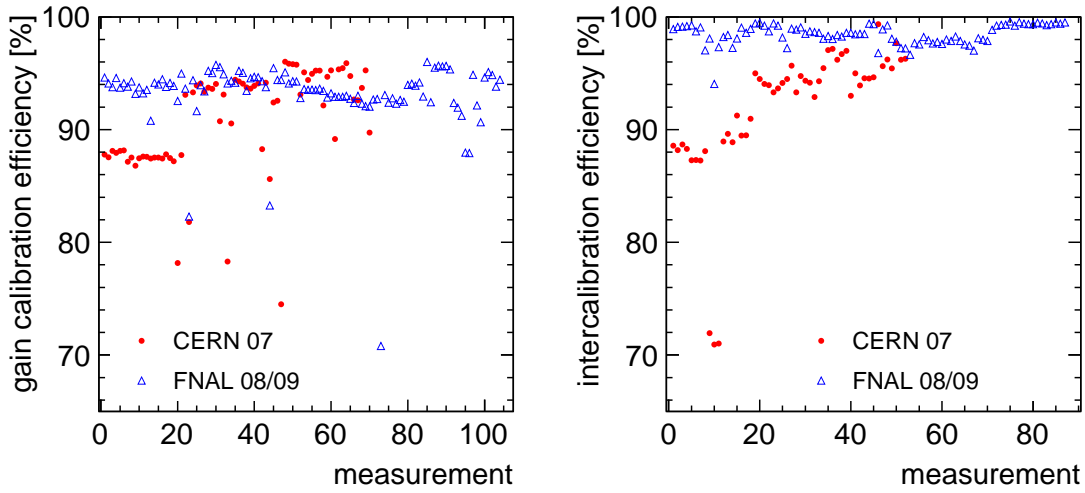 gain calibration efficiency [%]
100
90
80
70
CERN 07
FNAL 08/09
0 20 40 60 80 100
measurement
intercalibration efficiency [%]
100
90
80
70
CERN 07
FNAL 08/09
0 20 40 60 80
measurement